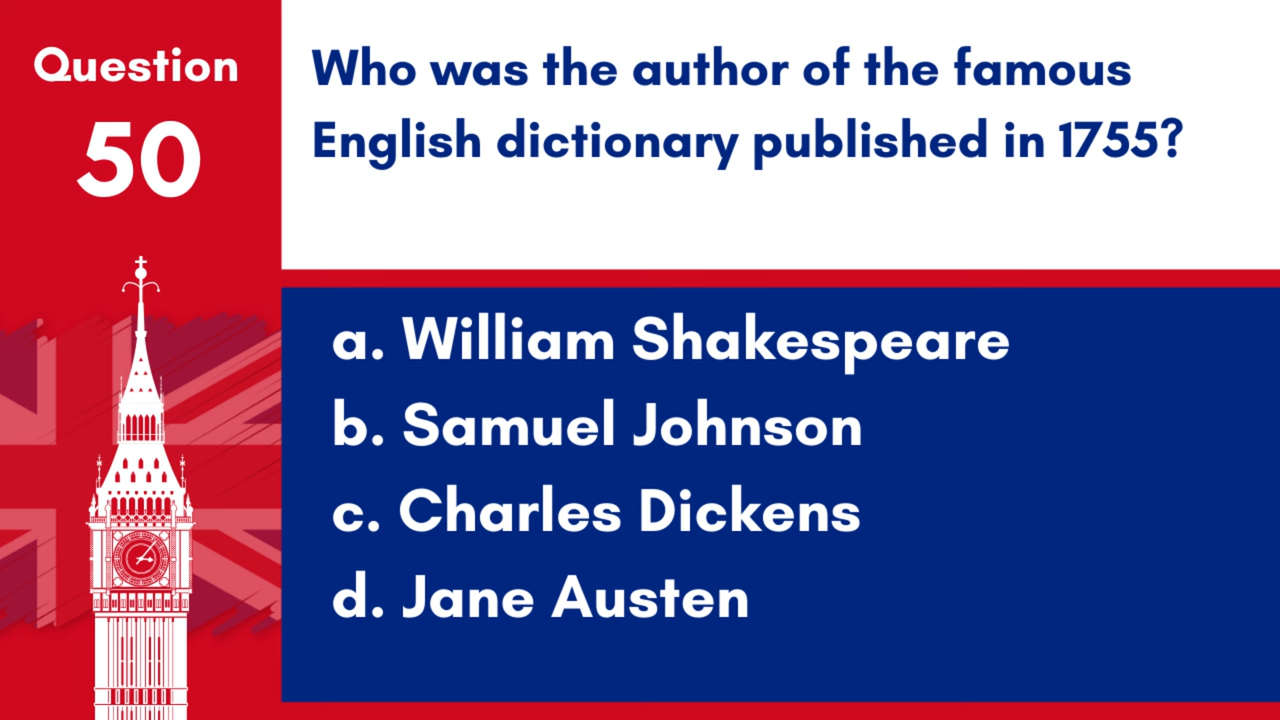 Question
50
Who was the author of the famous
English dictionary published in 1755?
a. William Shakespeare
b. Samuel Johnson
c. Charles Dickens
d. Jane Austen